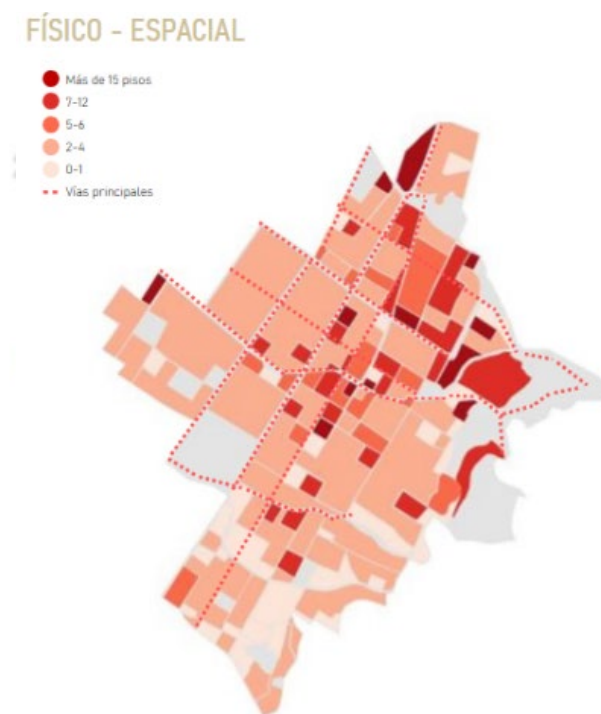 FÍSICO - ESPACIAL
Más de 15 pisos
7-12
5-6
2-4
0-1
Vías principales